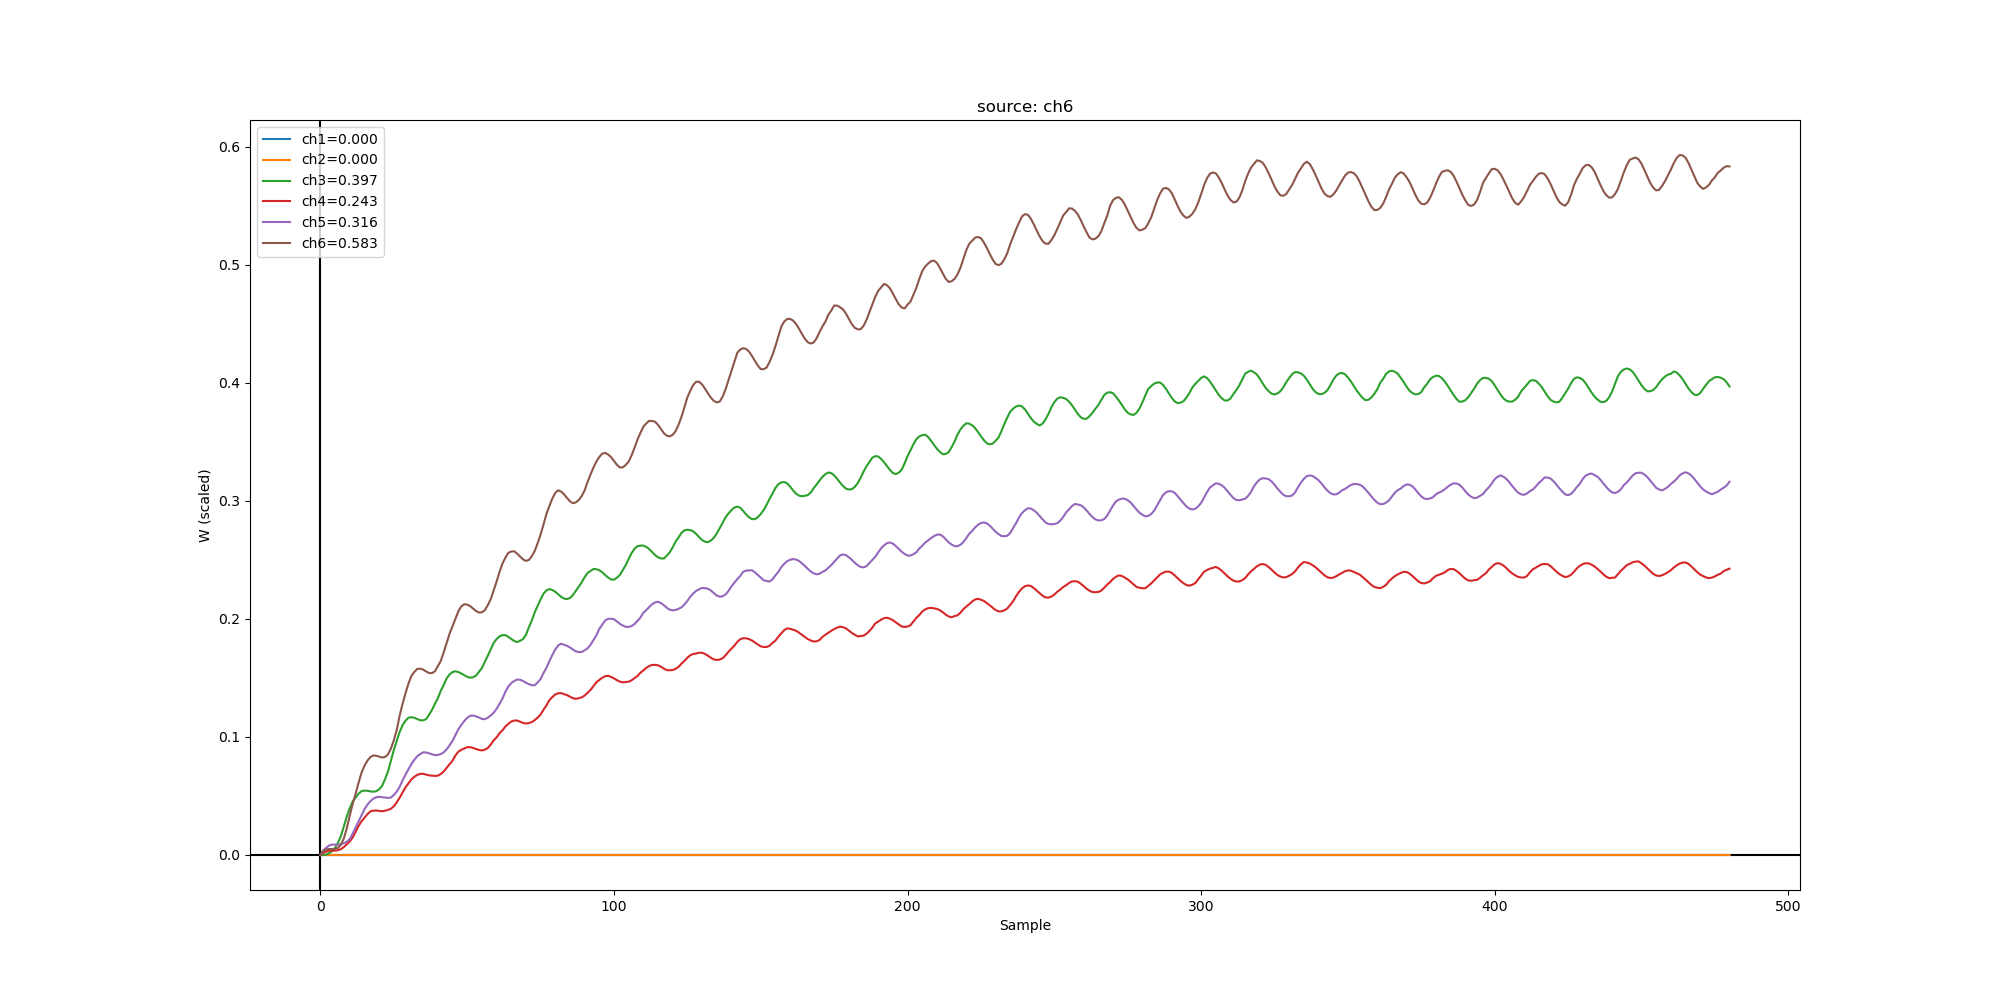 source: ch6
ch1=0.000
ch2=0.000
ch3=0.397
ch4=0.243
ch5=0.316
ch6=0.583
0.6
0.5
0.4
0.3
0.2
0.1
0.0
W (scaled)
0 100 200 300 400 500
Sample